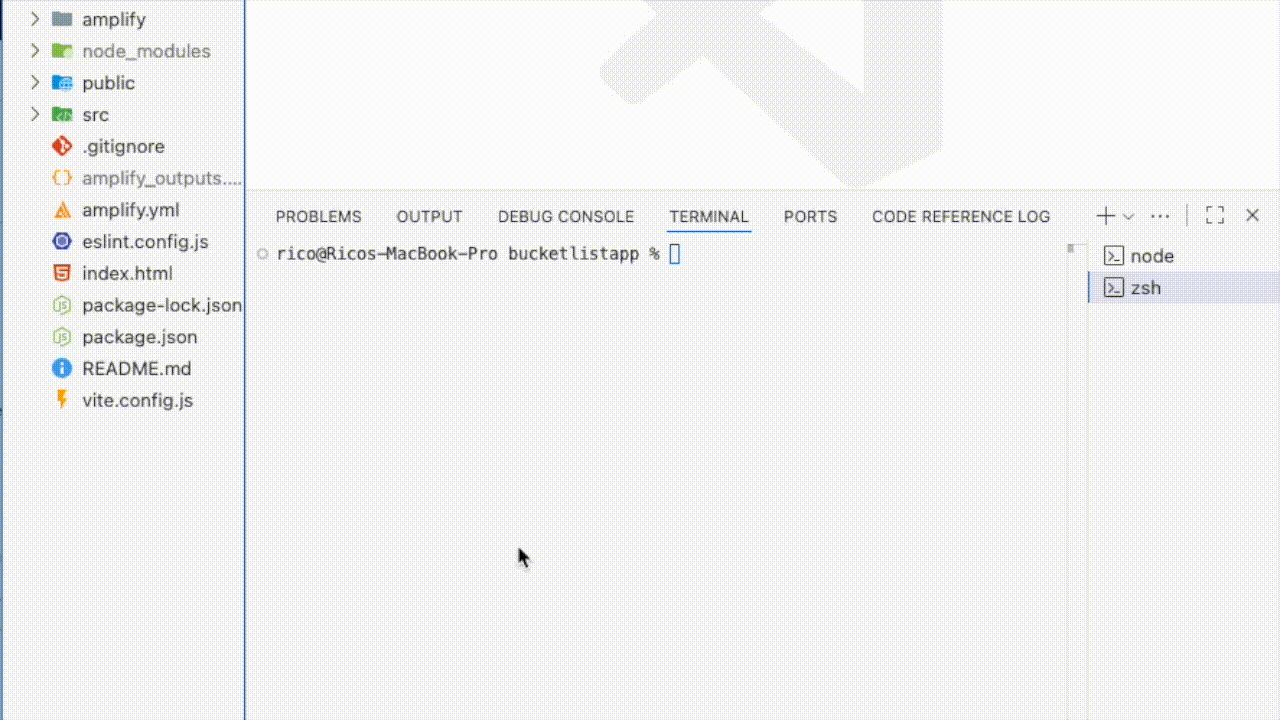 amplify
node_modules
public
src
.gitignore
amplify_outputs....
amplify.yml
eslint.config.js
index.html
package-lock.json
package.json
README.md
vite.config.js
PROBLEMS OUTPUT DEBUG CONSOLE TERMINAL PORTS CODE REFERENCE LOG
rico@Ricos-MacBook-Pro bucketlistapp %
node
zsh